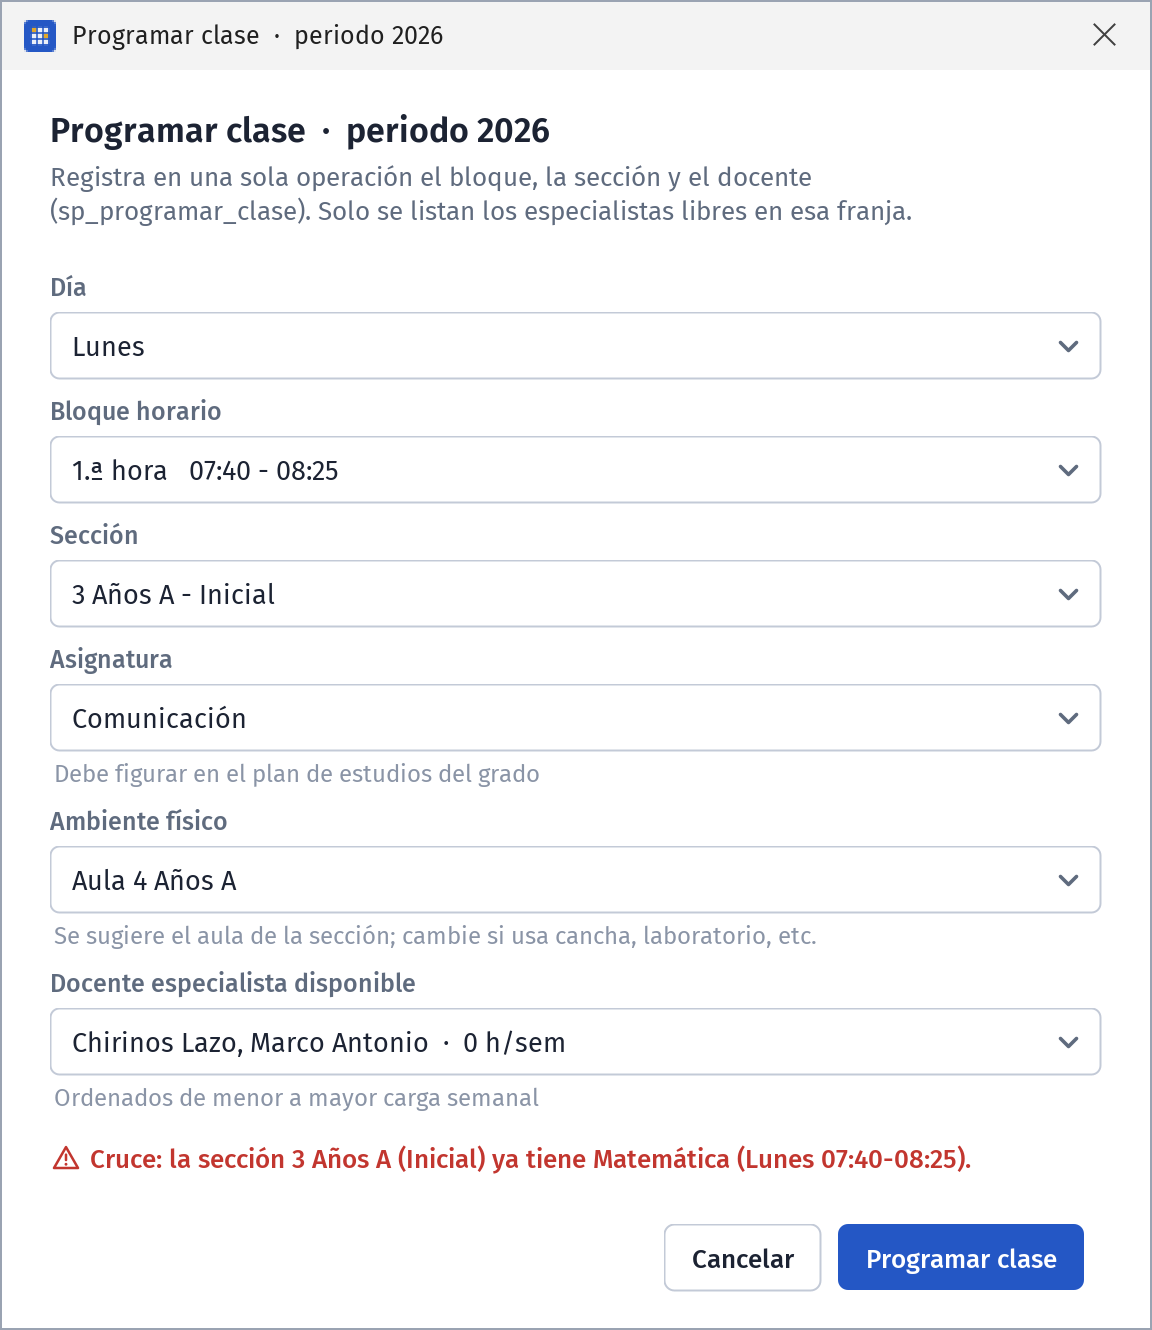 Programar clase · periodo 2026
Programar clase · periodo 2026
Registra en una sola operación el bloque, la sección y el docente
(sp_programar_clase). Solo se listan los especialistas libres en esa franja.
Día
Lunes
Bloque horario
1.ª hora 07:40 - 08:25
Sección
3 Años A - Inicial
Asignatura
Comunicación
Debe figurar en el plan de estudios del grado
Ambiente físico
Aula 4 Años A
Se sugiere el aula de la sección; cambie si usa cancha, laboratorio, etc.
Docente especialista disponible
Chirinos Lazo, Marco Antonio · 0 h/sem
Ordenados de menor a mayor carga semanal
Cruce: la sección 3 Años A (Inicial) ya tiene Matemática (Lunes 07:40-08:25).
Cancelar
Programar clase